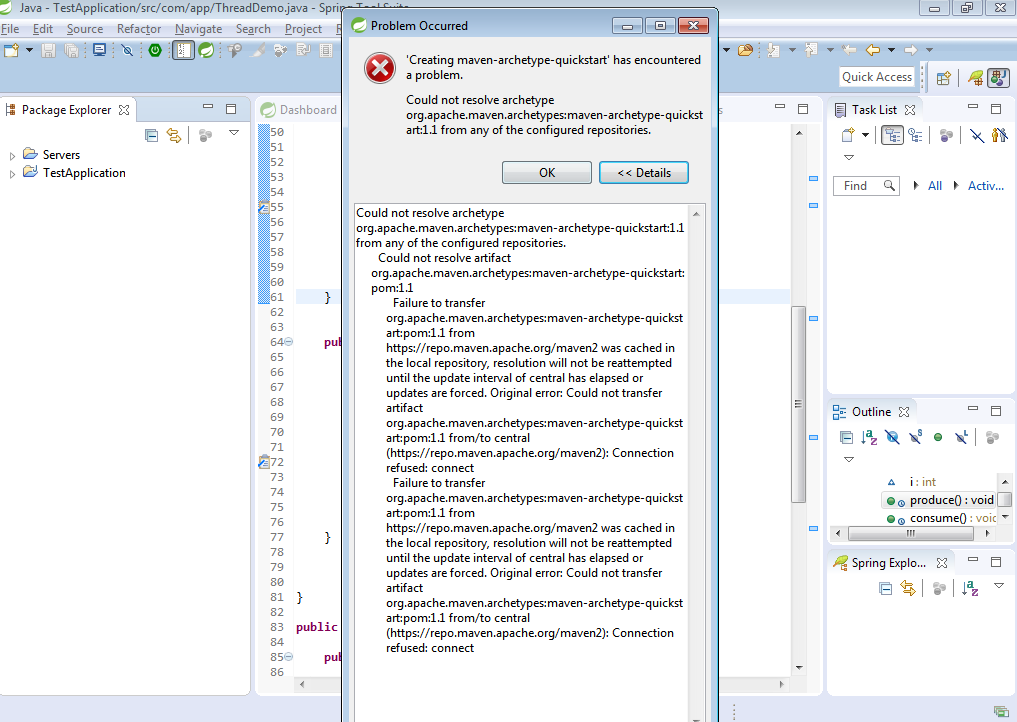 Java - TestApplication/src/com/app/ThreadDemo.java - Spring Tool Suite
File Edit Source Refactor Navigate Search Project
Quick Access
Package Explorer
Servers
TestApplication
Dashboard
50
51
52
53
54
55
56
57
58
59
60
61 }
62
63
64 pub
65
66
67
68
69
70
71
72
73
74
75
76
77 }
78
79
80
81 }
82
83 public
84
85 pub
86
Problem Occurred
'Creating maven-archetype-quickstart' has encountered
a problem.
Could not resolve archetype
org.apache.maven.archetypes:maven-archetype-quickst
art:1.1 from any of the configured repositories.
OK
<< Details
Could not resolve archetype
org.apache.maven.archetypes:maven-archetype-quickstart:1.1
from any of the configured repositories.
Could not resolve artifact
org.apache.maven.archetypes:maven-archetype-quickstart:
pom:1.1
Failure to transfer
org.apache.maven.archetypes:maven-archetype-quickst
art:pom:1.1 from
https://repo.maven.apache.org/maven2 was cached in
the local repository, resolution will not be reattempted
until the update interval of central has elapsed or
updates are forced. Original error: Could not transfer
artifact
org.apache.maven.archetypes:maven-archetype-quickst
art:pom:1.1 from/to central
(https://repo.maven.apache.org/maven2): Connection
refused: connect
Failure to transfer
org.apache.maven.archetypes:maven-archetype-quickst
art:pom:1.1 from
https://repo.maven.apache.org/maven2 was cached in
the local repository, resolution will not be reattempted
until the update interval of central has elapsed or
updates are forced. Original error: Could not transfer
artifact
org.apache.maven.archetypes:maven-archetype-quickst
art:pom:1.1 from/to central
(https://repo.maven.apache.org/maven2): Connection
refused: connect
Task List
Find All Activ...
Outline
i : int
produce() : void
consume() : void
Spring Explo...